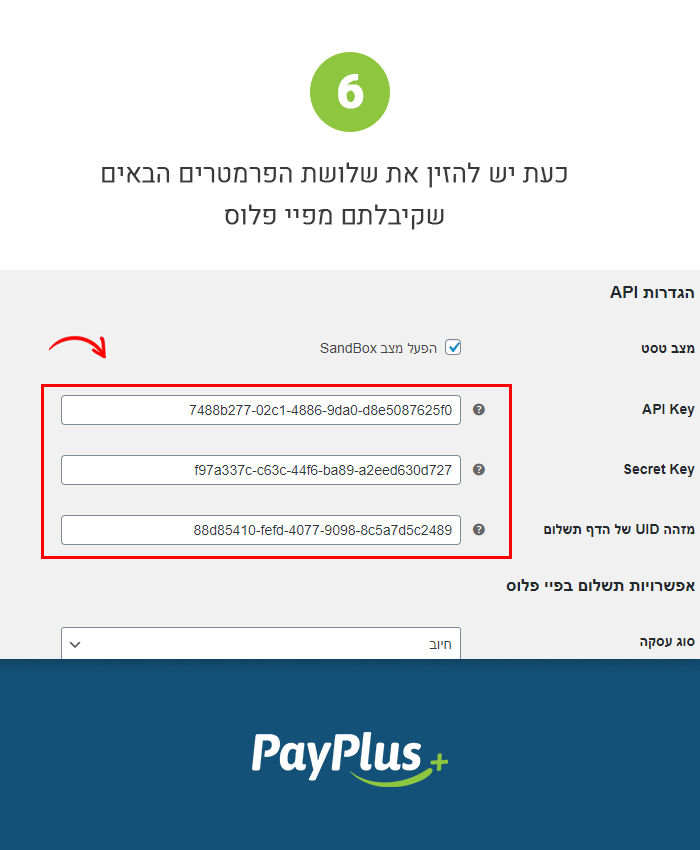 6
כעת יש להזין את שלושת הפרמטרים הבאים
שקיבלתם מפיי פלוס
הגדרות API
מצב טסט
הפעל מצב SandBox
API Key
7488b277-02c1-4886-9da0-d8e5087625f0
Secret Key
f97a337c-c63c-44f6-ba89-a2eed630d727
מזהה UID של הדף תשלום
88d85410-fefd-4077-9098-8c5a7d5c2489
אפשרויות תשלום בפיי פלוס
סוג עסקה
חיוב
PayPlus+